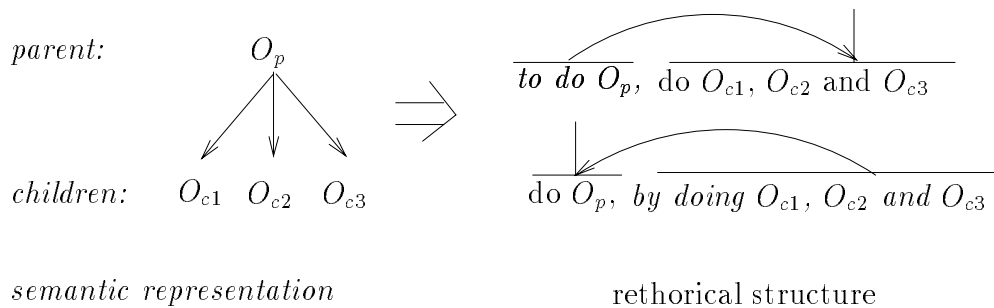 parent: O_p
to do O_p, do O_c1, O_c2 and O_c3
children: O_c1 O_c2 O_c3
do O_p, by doing O_c1, O_c2 and O_c3
semantic representation
rethorical structure